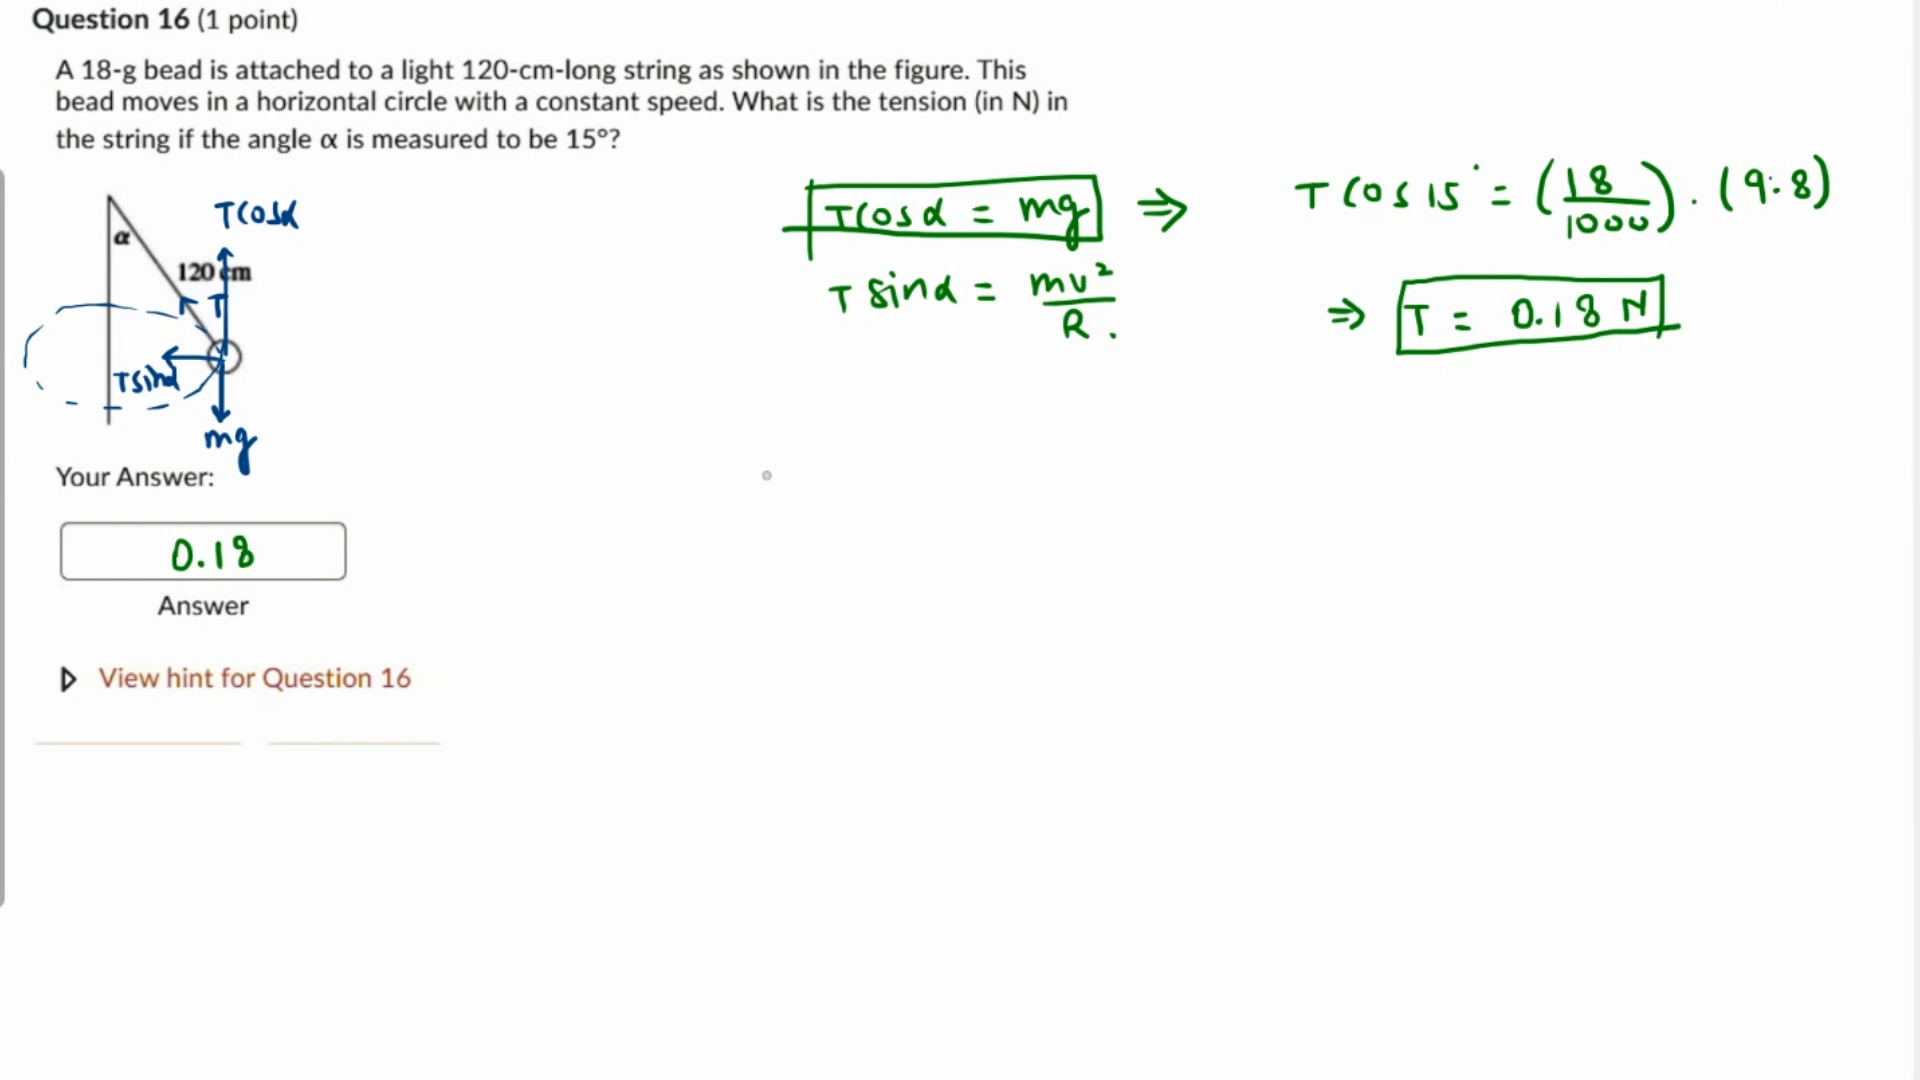 Question 16 (1 point)
A 18-g bead is attached to a light 120-cm-long string as shown in the figure. This
bead moves in a horizontal circle with a constant speed. What is the tension (in N) in
the string if the angle α is measured to be 15°?
Tcosα
α
120 cm
T
Tsinα
mg
Tcosα = mg ⇒
T sinα = mv²/R.
T cos 15° = (18/1000) · (9.8)
⇒ T = 0.18 N
Your Answer:
0.18
Answer
View hint for Question 16